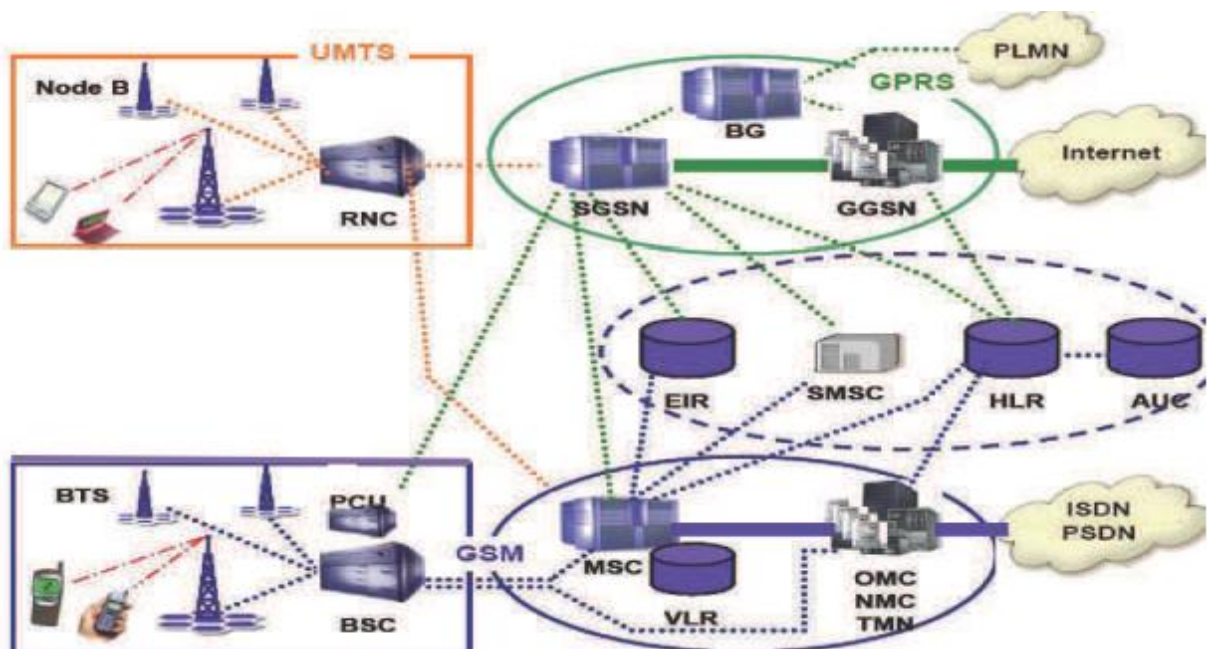 UMTS
PLMN
Node B
GPRS
BG
Internet
RNC
SGSN
GGSN
EIR
SMSC
HLR
AUC
BTS
PCU
ISDN
PSDN
GSM
MSC
OMC
NMC
TMN
BSC
VLR